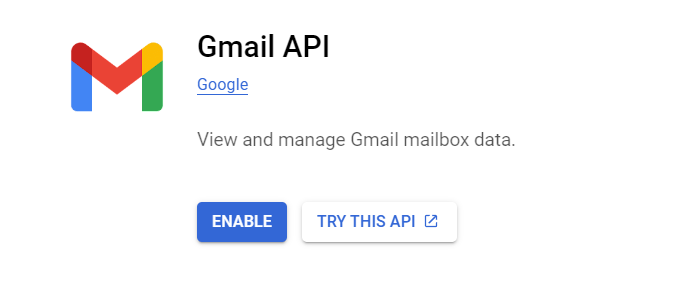 Gmail API
Google
View and manage Gmail mailbox data.
ENABLE
TRY THIS API